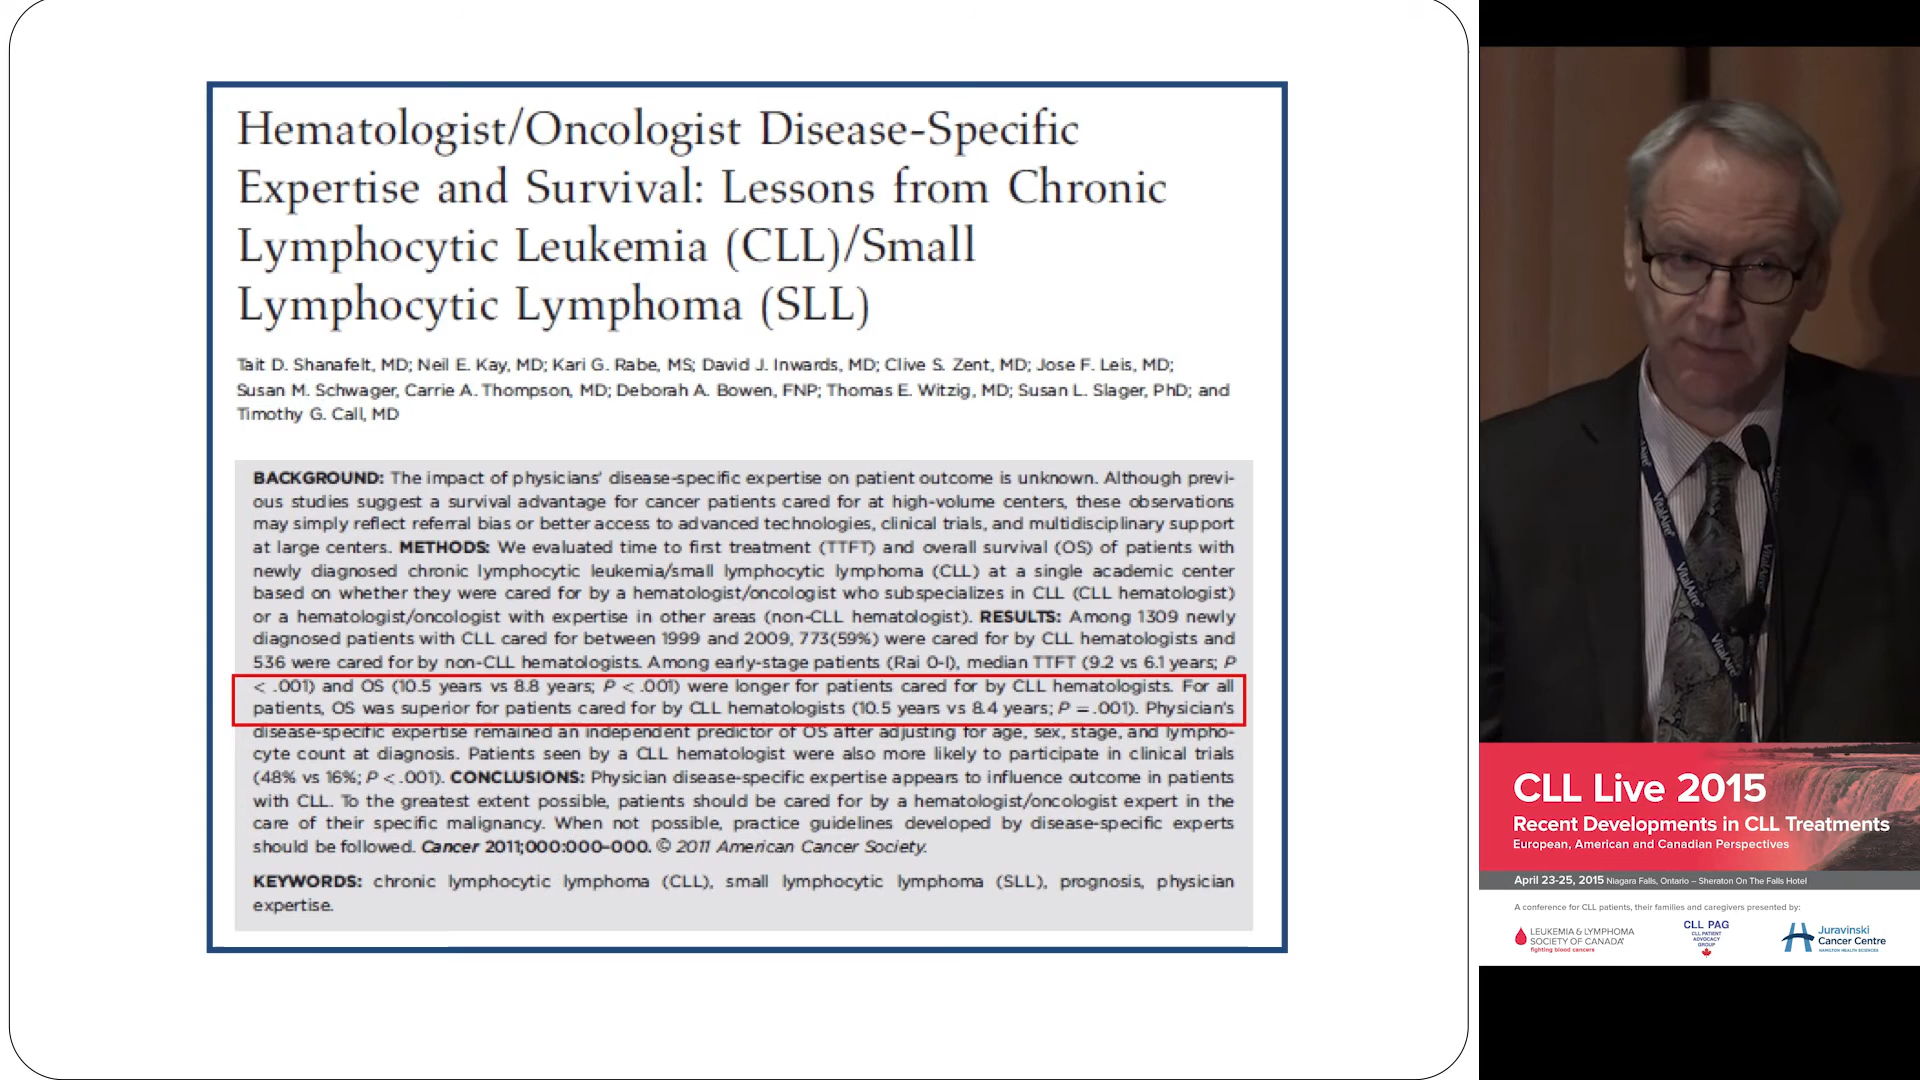 Hematologist/Oncologist Disease-Specific
Expertise and Survival: Lessons from Chronic
Lymphocytic Leukemia (CLL)/Small
Lymphocytic Lymphoma (SLL)
Tait D. Shanafelt, MD; Neil E. Kay, MD; Kari G. Rabe, MS; David J. Inwards, MD; Clive S. Zent, MD; Jose F. Leis, MD;
Susan M. Schwager, Carrie A. Thompson, MD; Deborah A. Bowen, FNP; Thomas E. Witzig, MD; Susan L. Slager, PhD; and
Timothy G. Call, MD
BACKGROUND: The impact of physicians' disease-specific expertise on patient outcome is unknown. Although previ-
ous studies suggest a survival advantage for cancer patients cared for at high-volume centers, these observations
may simply reflect referral bias or better access to advanced technologies, clinical trials, and multidisciplinary support
at large centers. METHODS: We evaluated time to first treatment (TTFT) and overall survival (OS) of patients with
newly diagnosed chronic lymphocytic leukemia/small lymphocytic lymphoma (CLL) at a single academic center
based on whether they were cared for by a hematologist/oncologist who subspecializes in CLL (CLL hematologist)
or a hematologist/oncologist with expertise in other areas (non-CLL hematologist). RESULTS: Among 1309 newly
diagnosed patients with CLL cared for between 1999 and 2009, 773(59%) were cared for by CLL hematologists and
536 were cared for by non-CLL hematologists. Among early-stage patients (Rai 0-I), median TTFT (9.2 vs 6.1 years; P
< .001) and OS (10.5 years vs 8.8 years; P < .001) were longer for patients cared for by CLL hematologists. For all
patients, OS was superior for patients cared for by CLL hematologists (10.5 years vs 8.4 years; P = .001). Physician's
disease-specific expertise remained an independent predictor of OS after adjusting for age, sex, stage, and lympho-
cyte count at diagnosis. Patients seen by a CLL hematologist were also more likely to participate in clinical trials
(48% vs 16%; P < .001). CONCLUSIONS: Physician disease-specific expertise appears to influence outcome in patients
with CLL. To the greatest extent possible, patients should be cared for by a hematologist/oncologist expert in the
care of their specific malignancy. When not possible, practice guidelines developed by disease-specific experts
should be followed. Cancer 2011;000:000–000. © 2011 American Cancer Society.
KEYWORDS: chronic lymphocytic lymphoma (CLL), small lymphocytic lymphoma (SLL), prognosis, physician
expertise.
VitalAire
VitalAire
VitalAire
VitalAire
CLL Live 2015
Recent Developments in CLL Treatments
European, American and Canadian Perspectives
April 23-25, 2015 Niagara Falls, Ontario – Sheraton On The Falls Hotel
A conference for CLL patients, their families and caregivers presented by:
LEUKEMIA & LYMPHOMA
SOCIETY OF CANADA
fighting blood cancers
CLL PAG
CLL PATIENT
ADVOCACY
GROUP
Juravinski
Cancer Centre
HAMILTON HEALTH SCIENCES